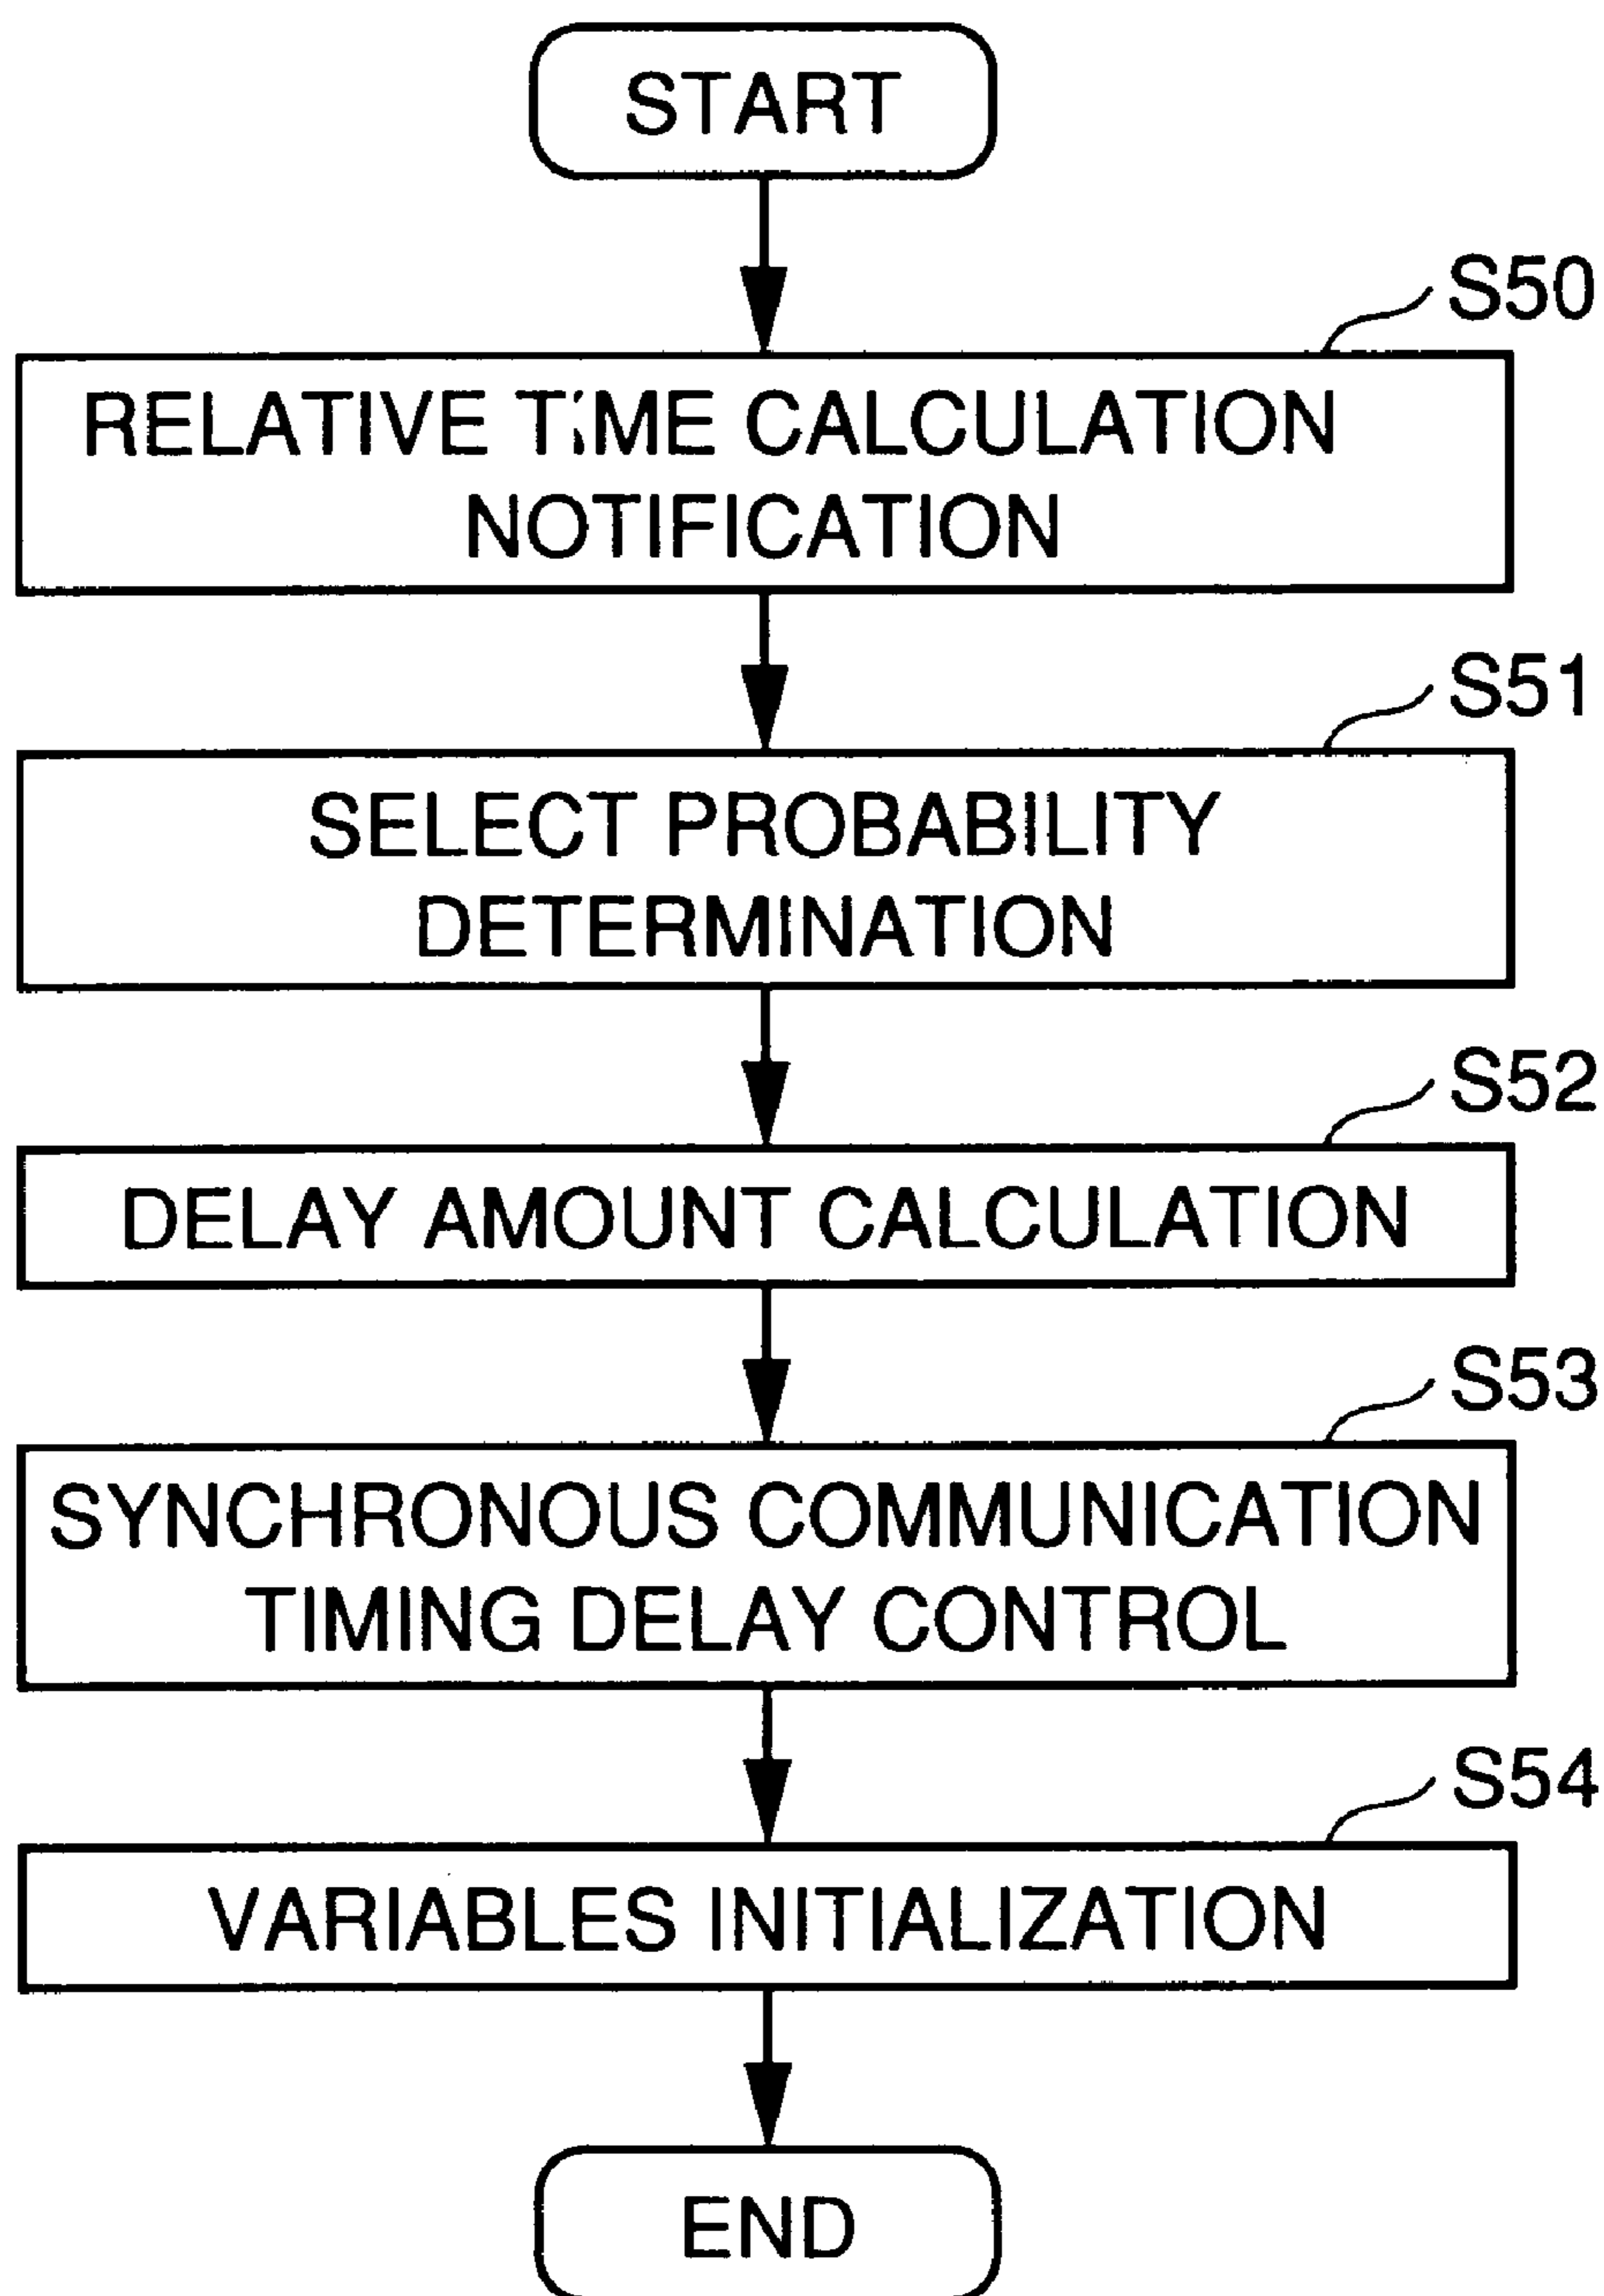 START
S50
RELATIVE TIME CALCULATION
NOTIFICATION
S51
SELECT PROBABILITY
DETERMINATION
S52
DELAY AMOUNT CALCULATION
S53
SYNCHRONOUS COMMUNICATION
TIMING DELAY CONTROL
S54
VARIABLES INITIALIZATION
END